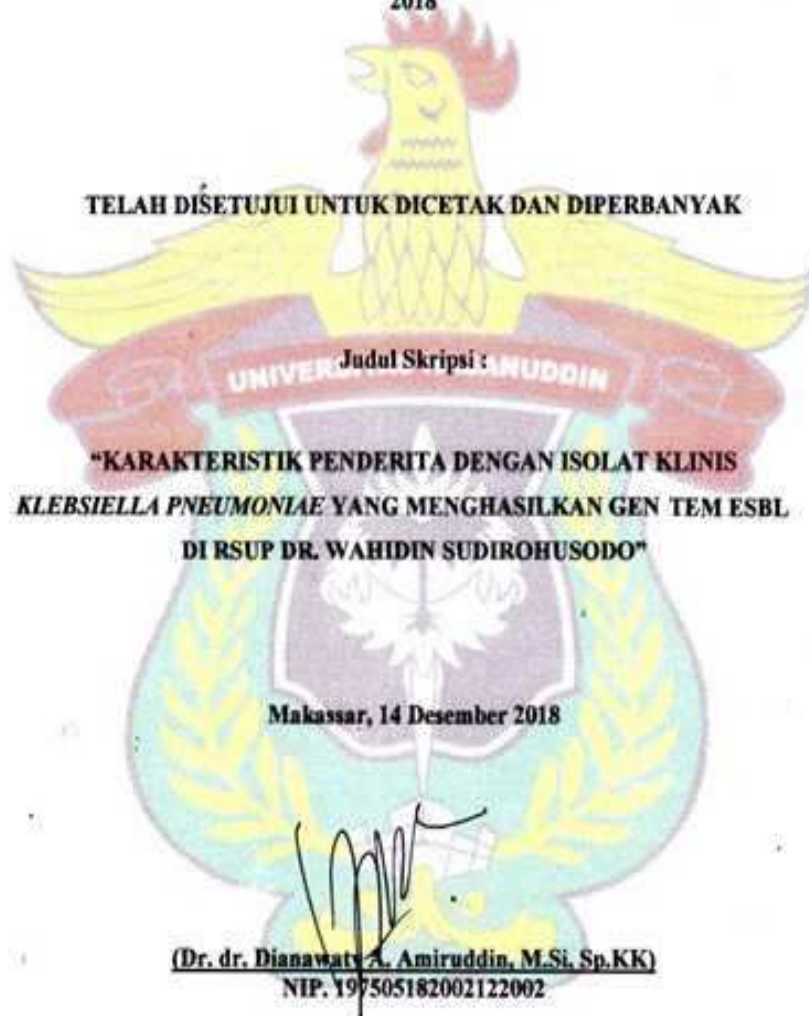 2018
TELAH DISETUJUI UNTUK DICETAK DAN DIPERBANYAK
Judul Skripsi :
UNIVERSITAS HASANUDDIN
“KARAKTERISTIK PENDERITA DENGAN ISOLAT KLINIS
KLEBSIELLA PNEUMONIAE YANG MENGHASILKAN GEN TEM ESBL
DI RSUP DR. WAHIDIN SUDIROHUSODO”
Makassar, 14 Desember 2018
(Dr. dr. Dianawaty A. Amiruddin, M.Si, Sp.KK)
NIP. 197505182002122002